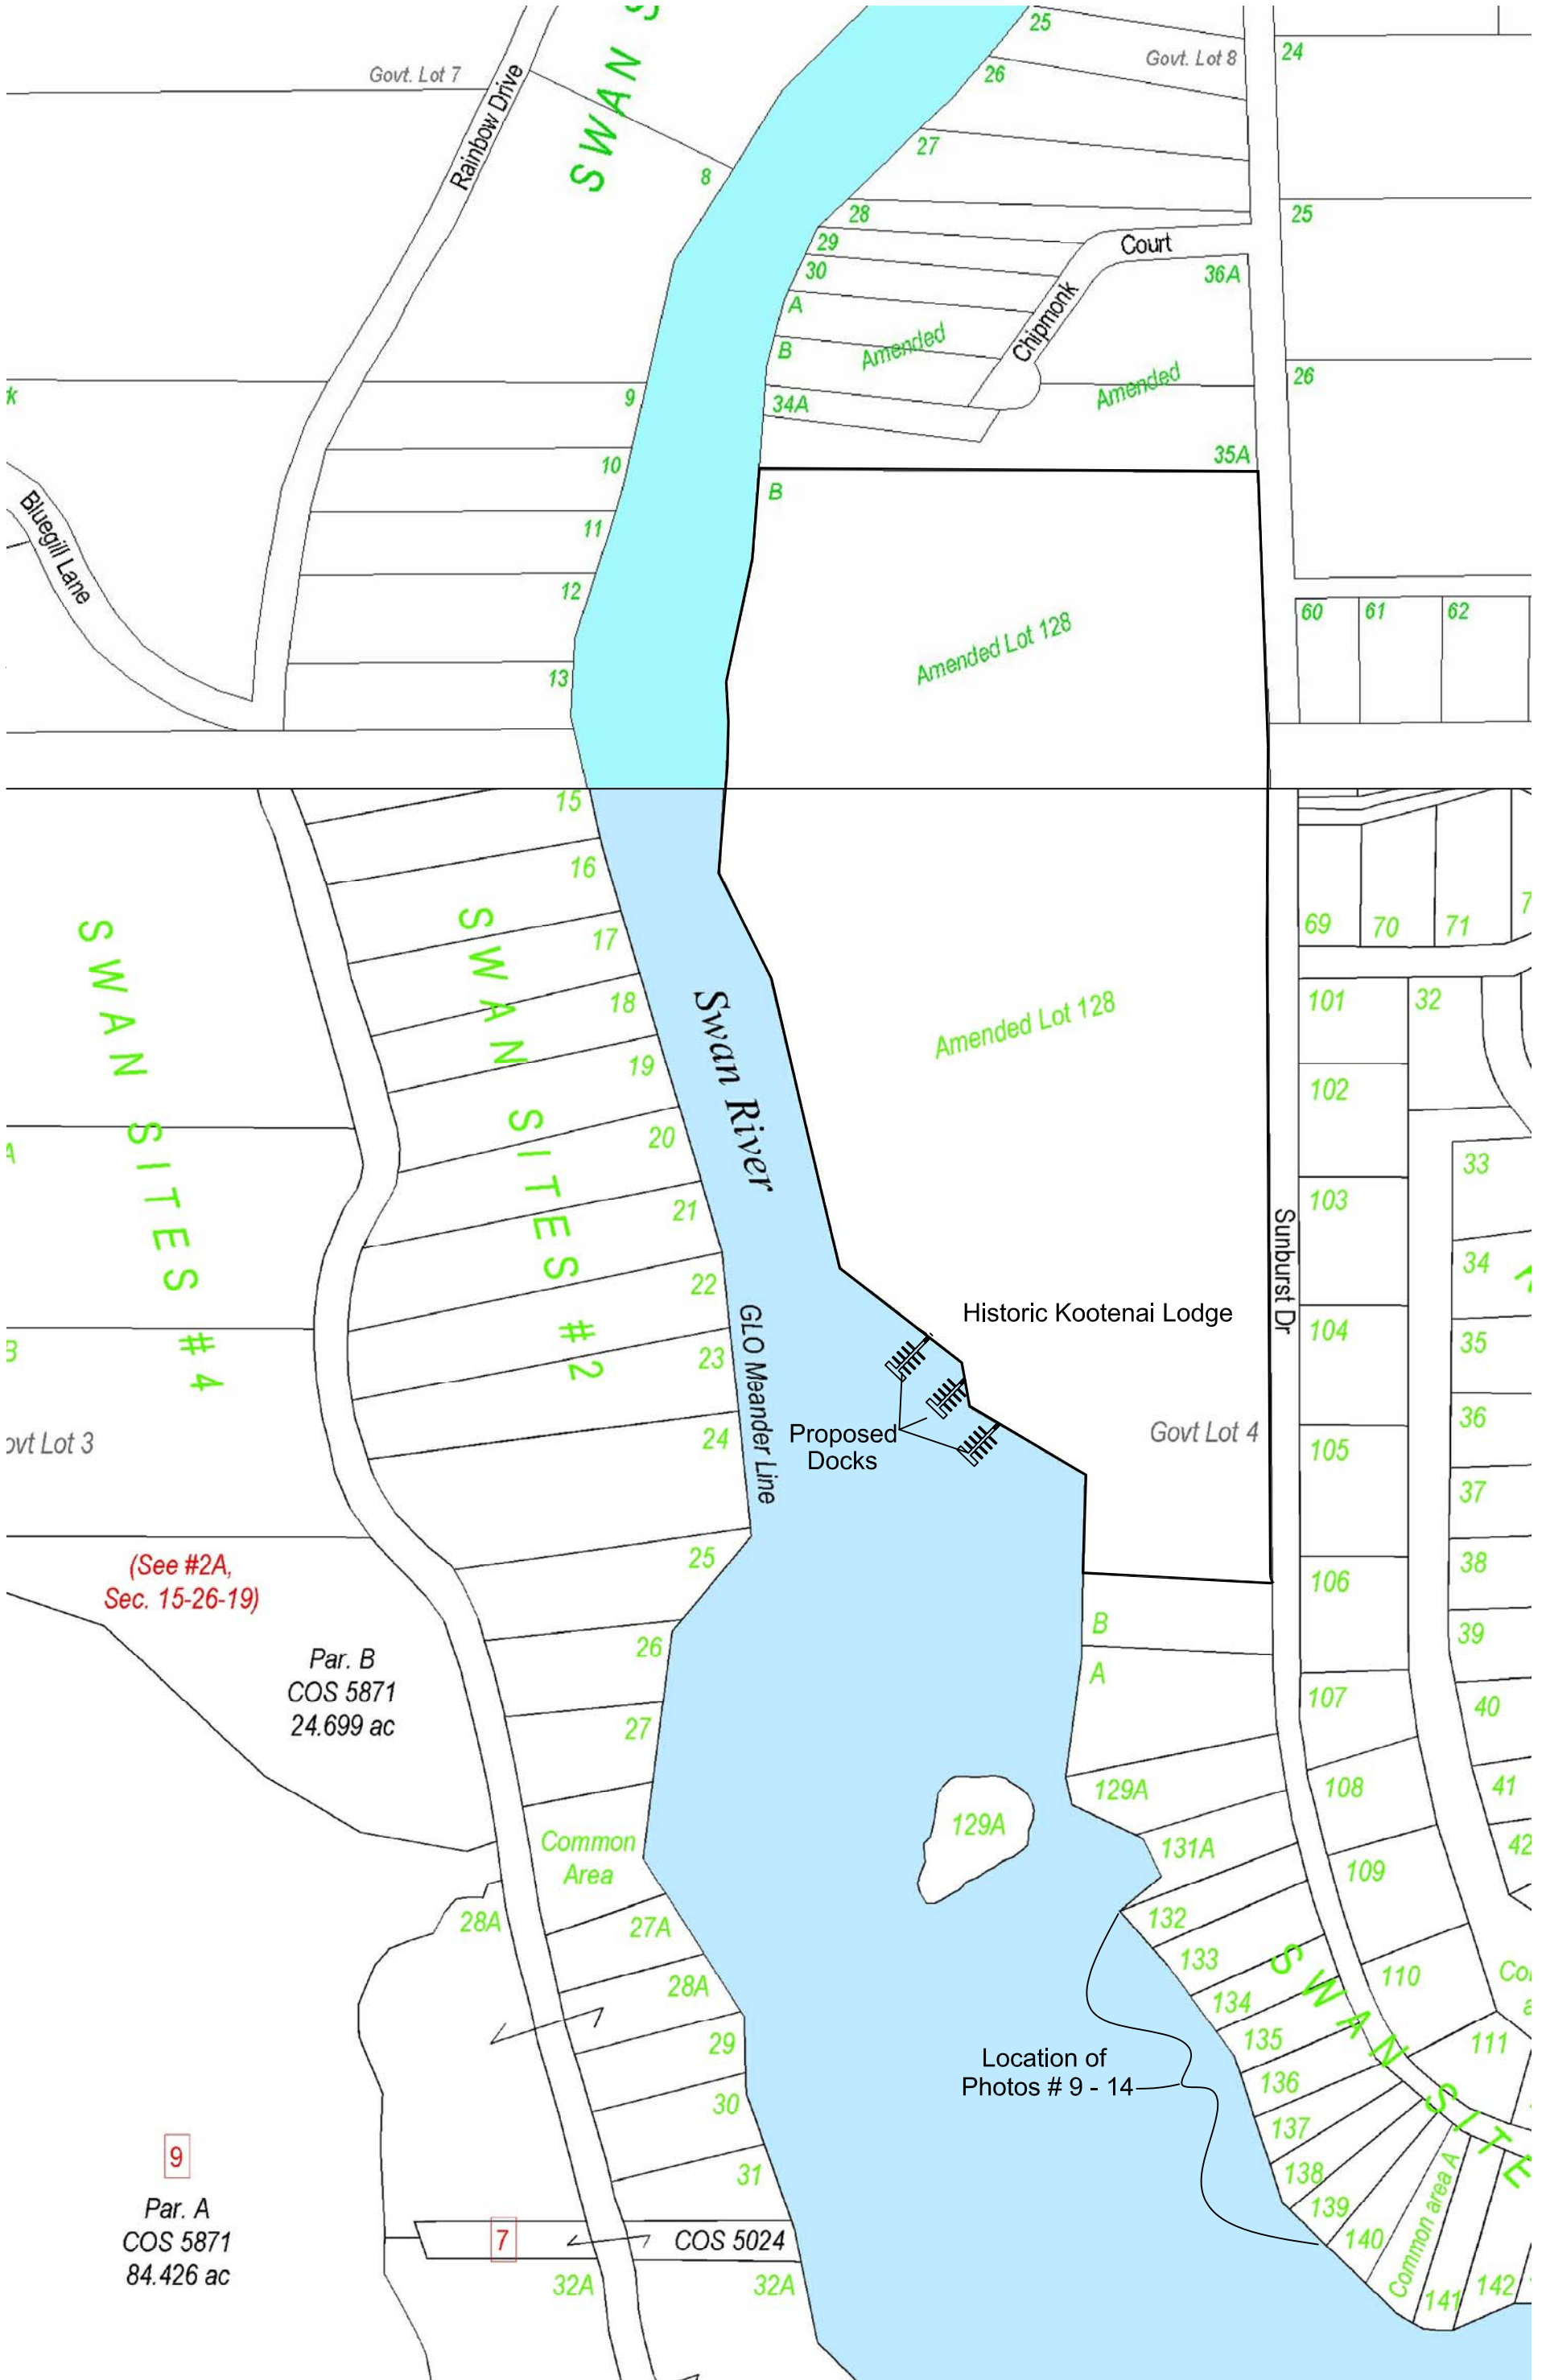 25
Govt. Lot 8
24
Govt. Lot 7
26
Rainbow Drive
SWAN
27
8
28
25
29
Court
30
36A
A
Chipmonk
B
Amended
Amended
26
k
9
34A
10
35A
B
Bluegill Lane
11
12
60
61
62
Amended Lot 128
13
15
16
SWAN SITES #4
SWAN SITES #2
69
70
71
7
17
18
Swan River
Amended Lot 128
101
32
19
102
20
A
33
21
103
Sunburst Dr
34
22
GLO Meander Line
Historic Kootenai Lodge
104
35
B
23
36
24
Proposed
Docks
Govt Lot 4
ovt Lot 3
105
37
25
38
(See #2A,
Sec. 15-26-19)
106
B
39
26
Par. B
COS 5871
24.699 ac
A
107
40
27
129A
108
41
129A
Common
Area
131A
42
109
28A
27A
132
133
SWAN SITE
110
28A
134
29
135
111
Location of
Photos # 9 - 14
136
30
137
9
31
138
139
Par. A
COS 5871
84.426 ac
7
COS 5024
140
Common area A
32A
32A
141
142